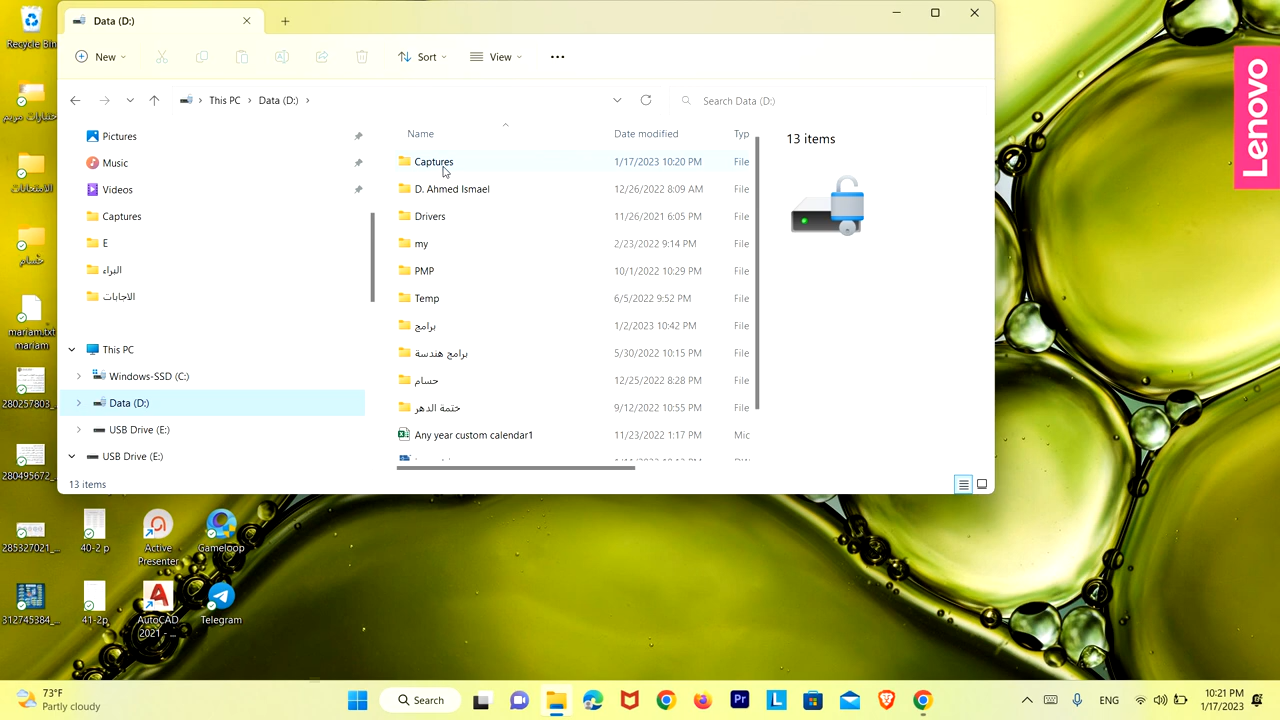 Data (D:)
New
Sort
View
This PC
Data (D:)
Search Data (D:)
Name
Date modified
Typ
Pictures
Music
Videos
Captures
E
البراء
الاجابات
This PC
Windows-SSD (C:)
Data (D:)
USB Drive (E:)
USB Drive (E:)
Captures 1/17/2023 10:20 PM File
D. Ahmed Ismael 12/26/2022 8:09 AM File
Drivers 11/26/2021 6:05 PM File
my 2/23/2022 9:14 PM File
PMP 10/1/2022 10:29 PM File
Temp 6/5/2022 9:52 PM File
برامج 1/2/2023 10:42 PM File
برامج هندسة 5/30/2022 10:15 PM File
حسام 12/25/2022 8:28 PM File
ختمة الدهر 9/12/2022 10:55 PM File
Any year custom calendar1 11/23/2022 1:17 PM Mic
13 items
13 items
Lenovo
Recycle Bin
ختبارات مريم
الامتحانات
حسام
mariamitxt
mariam
280257803_...
280495672_...
285327021_...
40-2 p
Active
Presenter
Gameloop
312745384_...
41-2p
AutoCAD
2021 - ...
Telegram
73°F
Partly cloudy
Search
ENG
10:21 PM
1/17/2023